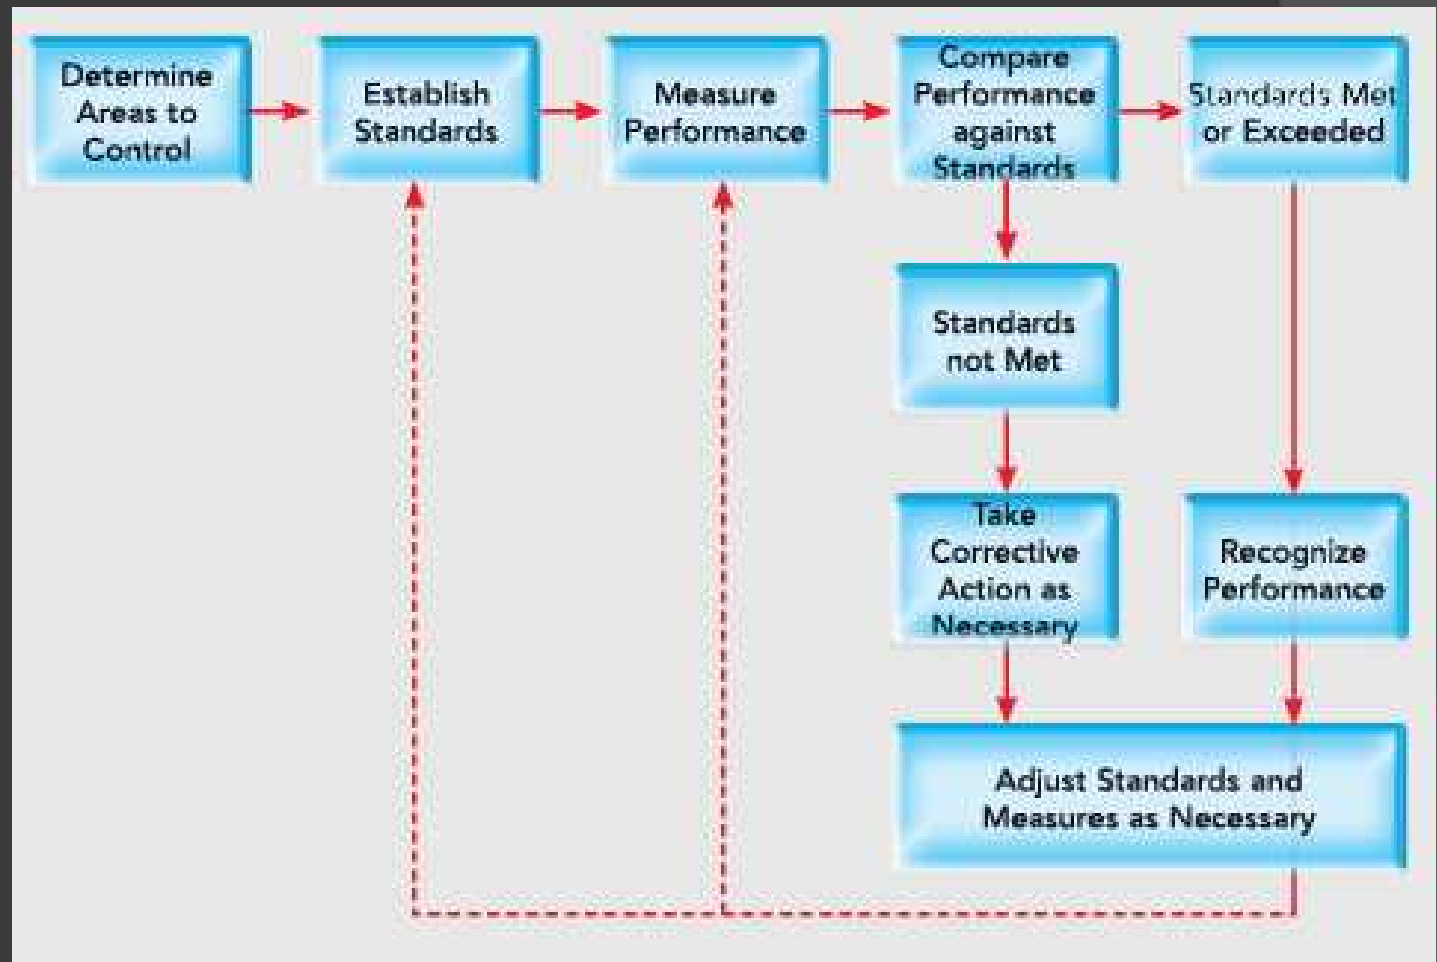 Determine
Areas to
Control
Establish
Standards
Measure
Performance
Compare
Performance
against
Standards
Standards Met
or Exceeded
Standards
not Met
Take
Corrective
Action as
Necessary
Recognize
Performance
Adjust Standards and
Measures as Necessary